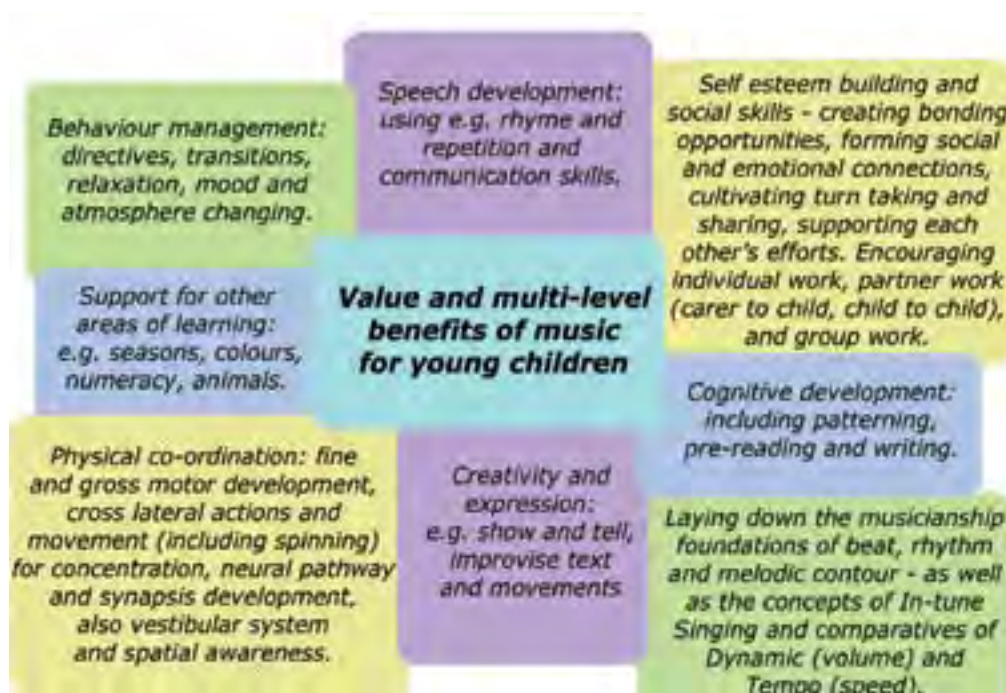 Behaviour management:
directives, transitions,
relaxation, mood and
atmosphere changing.
Speech development:
using e.g. rhyme and
repetition and
communication skills.
Self esteem building and
social skills - creating bonding
opportunities, forming social
and emotional connections,
cultivating turn taking and
sharing, supporting each
other's efforts. Encouraging
individual work, partner work
(carer to child, child to child),
and group work.
Support for other
areas of learning:
e.g. seasons, colours,
numeracy, animals.
Value and multi-level
benefits of music
for young children
Cognitive development:
including patterning,
pre-reading and writing.
Physical co-ordination: fine
and gross motor development,
cross lateral actions and
movement (including spinning)
for concentration, neural pathway
and synapsis development,
also vestibular system
and spatial awareness.
Creativity and
expression:
e.g. show and tell,
improvise text
and movements
Laying down the musicianship
foundations of beat, rhythm
and melodic contour - as well
as the concepts of In-tune
Singing and comparatives of
Dynamic (volume) and
Tempo (speed).